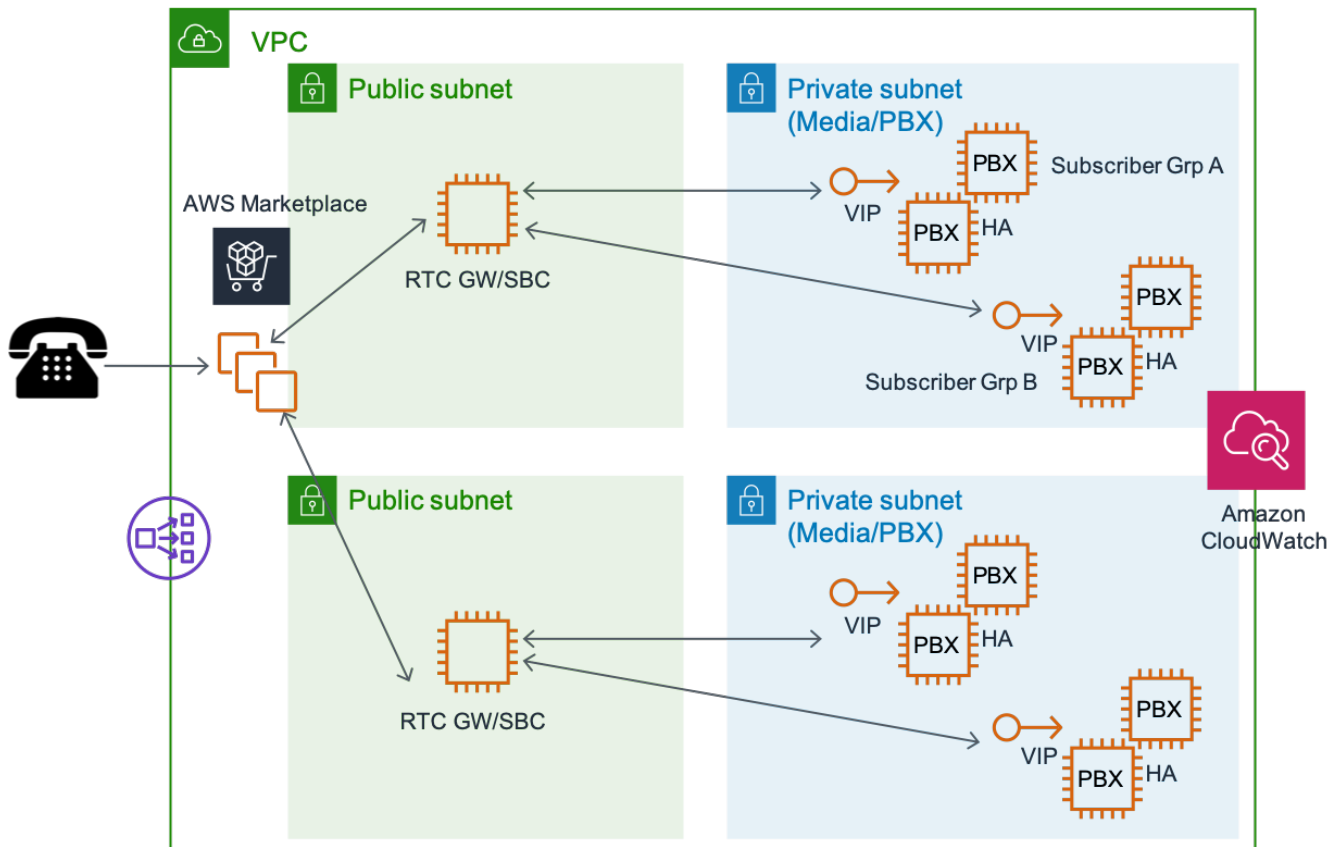 VPC
Public subnet
Private subnet
(Media/PBX)
AWS Marketplace
RTC GW/SBC
PBX
Subscriber Grp A
VIP
PBX
HA
PBX
VIP
PBX
HA
Subscriber Grp B
Amazon
CloudWatch
Public subnet
Private subnet
(Media/PBX)
RTC GW/SBC
PBX
VIP
PBX
HA
PBX
VIP
PBX
HA